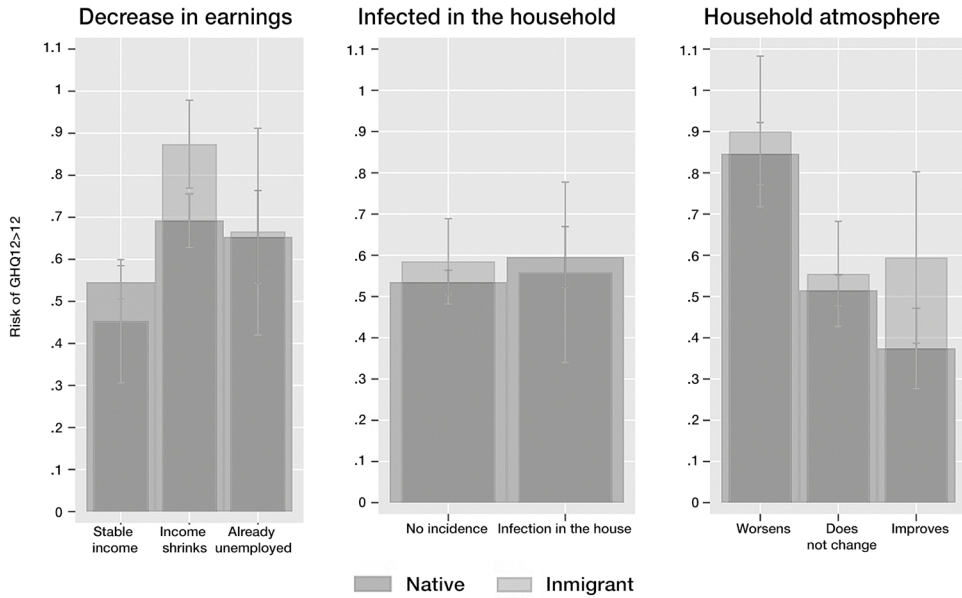 Decrease in earnings
Infected in the household
Household atmosphere
Risk of GHQ12>12
1.1
1
.9
.8
.7
.6
.5
.4
.3
.2
.1
0
Stable income
Income shrinks
Already unemployed
1.1
1
.9
.8
.7
.6
.5
.4
.3
.2
.1
0
No incidence
Infection in the house
1.1
1
.9
.8
.7
.6
.5
.4
.3
.2
.1
0
Worsens
Does not change
Improves
Native
Inmigrant